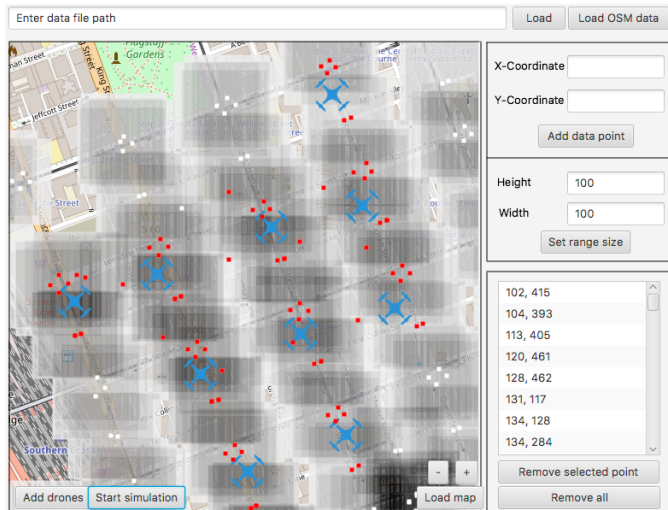 Enter data file path
Load
Load OSM data
Flagstaff
Gardens
King St
Jeffcott Street
Street
X-Coordinate
Y-Coordinate
Add data point
Height
100
Width
100
Set range size
102, 415
104, 393
113, 405
120, 461
128, 462
131, 117
134, 128
134, 284
Southern
-
+
Add drones
Start simulation
Load map
Remove selected point
Remove all